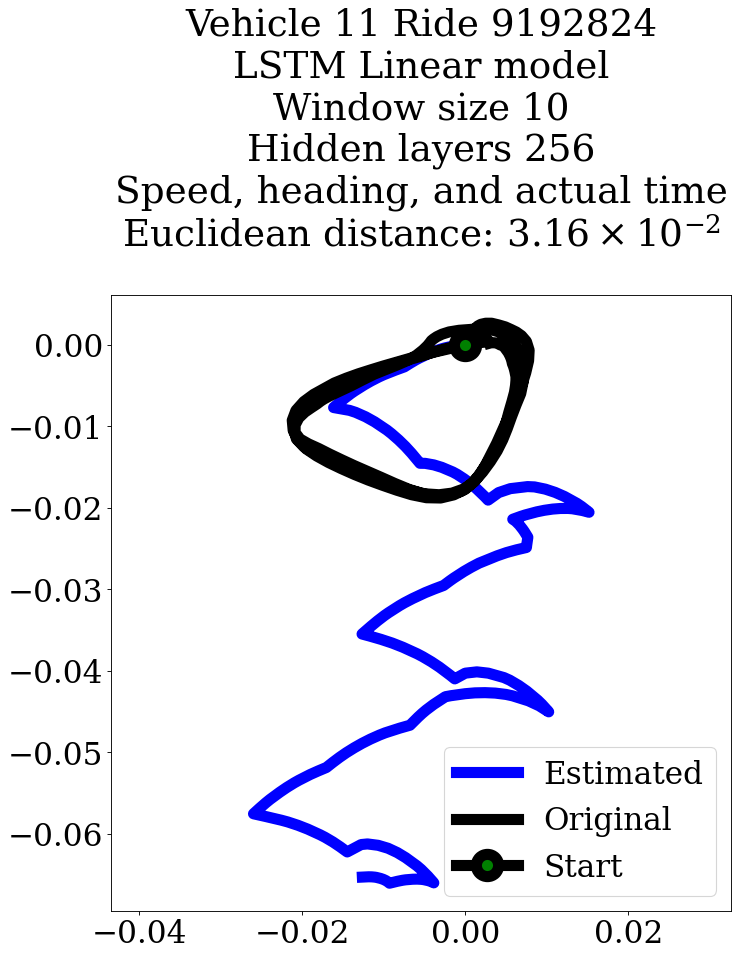 Vehicle 11 Ride 9192824
LSTM Linear model
Window size 10
Hidden layers 256
Speed, heading, and actual time
Euclidean distance: 3.16 × 10⁻²
0.00
−0.01
−0.02
−0.03
−0.04
−0.05
−0.06
Estimated
Original
Start
−0.04
−0.02
0.00
0.02